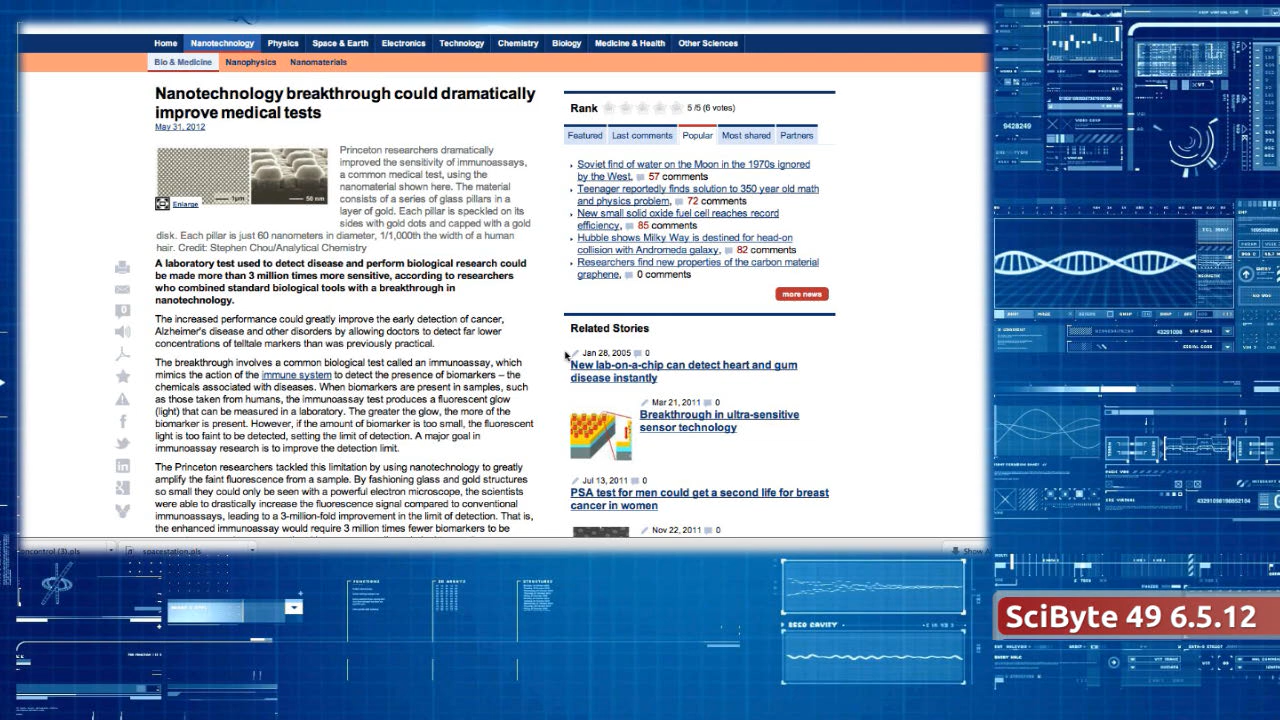 Home Nanotechnology Physics Space & Earth Electronics Technology Chemistry Biology Medicine & Health Other Sciences
Bio & Medicine Nanophysics Nanomaterials
Nanotechnology breakthrough could dramatically
improve medical tests
May 31, 2012
Princeton researchers dramatically
improved the sensitivity of immunoassays,
a common medical test, using the
nanomaterial shown here. The material
consists of a series of glass pillars in a
layer of gold. Each pillar is speckled on its
sides with gold dots and capped with a gold
disk. Each pillar is just 60 nanometers in diameter, 1/1,000th the width of a human
hair. Credit: Stephen Chou/Analytical Chemistry
1μm
50 nm
Enlarge
A laboratory test used to detect disease and perform biological research could
be made more than 3 million times more sensitive, according to researchers
who combined standard biological tools with a breakthrough in
nanotechnology.
The increased performance could greatly improve the early detection of cancer,
Alzheimer's disease and other disorders by allowing doctors to detect far lower
concentrations of telltale markers than was previously practical.
The breakthrough involves a common biological test called an immunoassay, which
mimics the action of the immune system to detect the presence of biomarkers – the
chemicals associated with diseases. When biomarkers are present in samples, such
as those taken from humans, the immunoassay test produces a fluorescent glow
(light) that can be measured in a laboratory. The greater the glow, the more of the
biomarker is present. However, if the amount of biomarker is too small, the fluorescent
light is too faint to be detected, setting the limit of detection. A major goal in
immunoassay research is to improve the detection limit.
The Princeton researchers tackled this limitation by using nanotechnology to greatly
amplify the faint fluorescence from a sample. By fashioning glass and gold structures
so small they could only be seen with a powerful electron microscope, the scientists
were able to drastically increase the fluorescence signal compared to conventional
immunoassays, leading to a 3-million-fold improvement in the limit of detection. That is,
the enhanced immunoassay would require 3 million times fewer biomarkers to be
Rank 5 /5 (6 votes)
Featured Last comments Popular Most shared Partners
Soviet find of water on the Moon in the 1970s ignored
by the West, 57 comments
Teenager reportedly finds solution to 350 year old math
and physics problem, 72 comments
New small solid oxide fuel cell reaches record
efficiency, 85 comments
Hubble shows Milky Way is destined for head-on
collision with Andromeda galaxy, 82 comments
Researchers find new properties of the carbon material
graphene, 0 comments
more news
Related Stories
Jan 28, 2005 0
New lab-on-a-chip can detect heart and gum
disease instantly
Mar 21, 2011 0
Breakthrough in ultra-sensitive
sensor technology
Jul 13, 2011 0
PSA test for men could get a second life for breast
cancer in women
Nov 22, 2011 0
oncontrol (3).pls spacestation.pls Show A
9428249
SciByte 49 6.5.12